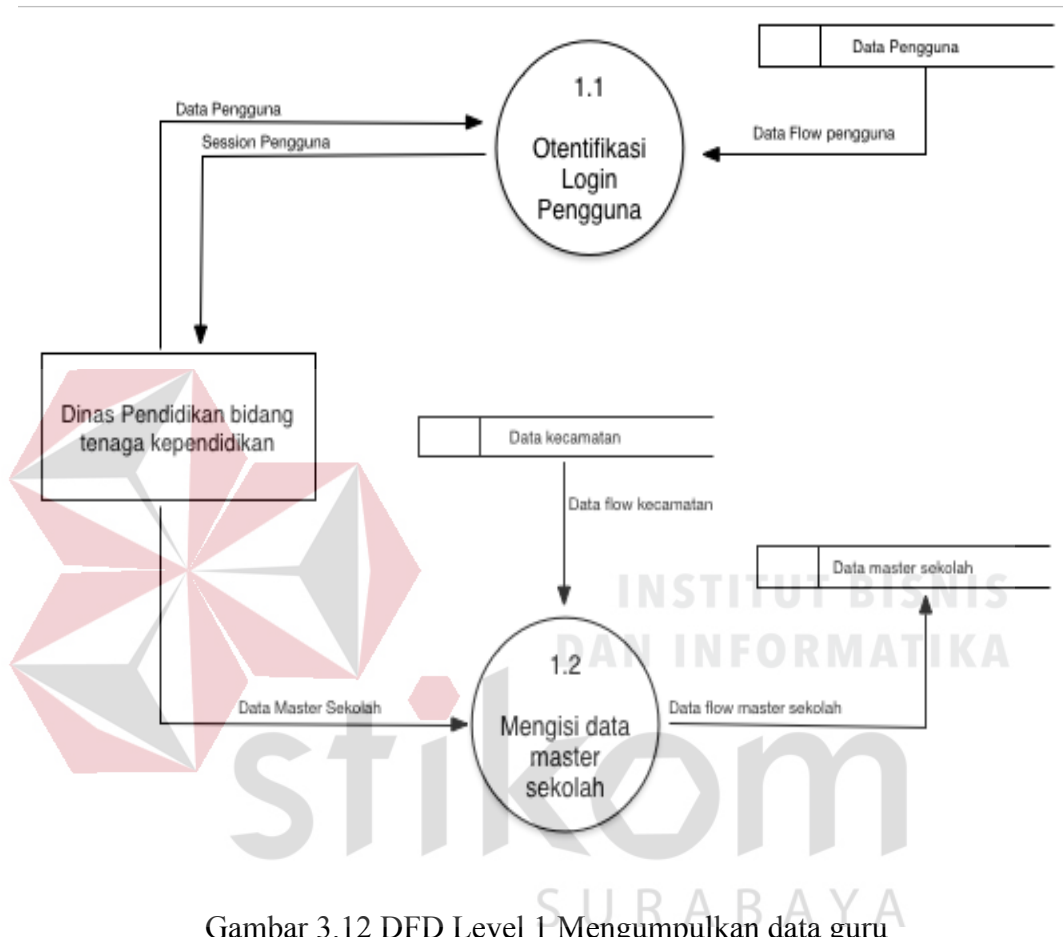 Data Pengguna
1.1
Data Pengguna
Session Pengguna
Otentifikasi
Login
Pengguna
Data Flow pengguna
Dinas Pendidikan bidang
tenaga kependidikan
Data kecamatan
Data flow kecamatan
Data master sekolah
INSTITUT BISNIS
DAN INFORMATIKA
1.2
Data Master Sekolah
Data flow master sekolah
Mengisi data
master
sekolah
stikom
SURABAYA
Gambar 3.12 DFD Level 1 Mengumpulkan data guru